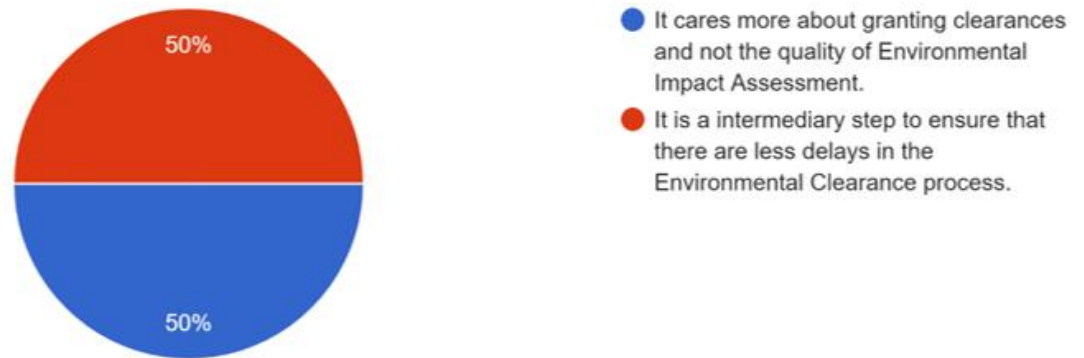 50%
50%
It cares more about granting clearances
and not the quality of Environmental
Impact Assessment.
It is a intermediary step to ensure that
there are less delays in the
Environmental Clearance process.